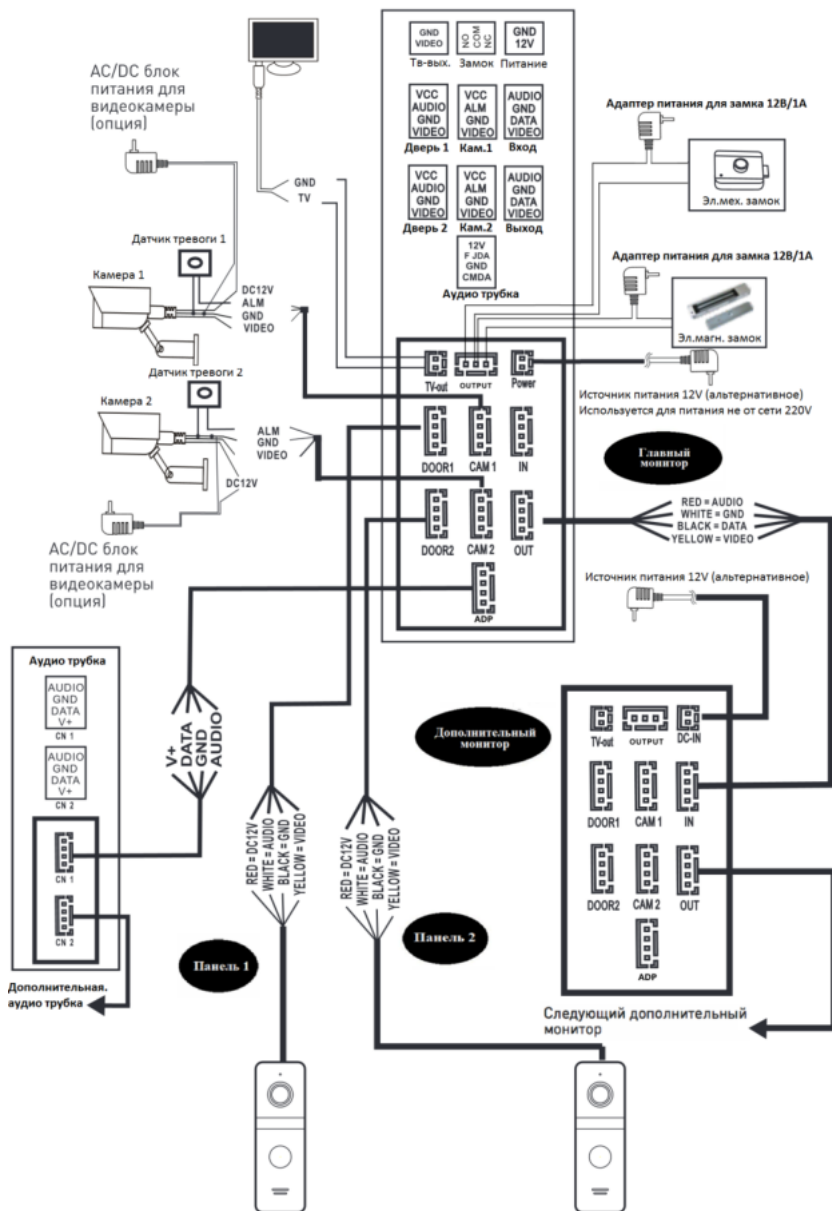 GND
VIDEO
Тв-вых.
NO
COM
NC
Замок
GND
12V
Питание
AC/DC блок
питания для
видеокамеры
(опция)
VCC
AUDIO
GND
VIDEO
Дверь 1
VCC
ALM
GND
VIDEO
Кам.1
AUDIO
GND
DATA
VIDEO
Вход
Адаптер питания для замка 12В/1А
Эл.мех. замок
GND
TV
VCC
AUDIO
GND
VIDEO
Дверь 2
VCC
ALM
GND
VIDEO
Кам.2
AUDIO
GND
DATA
VIDEO
Выход
12V
F JDA
GND
CMDA
Аудио трубка
Датчик тревоги 1
Камера 1
DC12V
ALM
GND
VIDEO
Адаптер питания для замка 12В/1А
Эл.магн. замок
TV-out
OUTPUT
Power
Источник питания 12V (альтернативное)
Используется для питания не от сети 220V
Датчик тревоги 2
Камера 2
ALM
GND
VIDEO
DC12V
DOOR1
CAM 1
IN
Главный
монитор
DOOR2
CAM 2
OUT
RED = AUDIO
WHITE = GND
BLACK = DATA
YELLOW = VIDEO
AC/DC блок
питания для
видеокамеры
(опция)
ADP
Источник питания 12V (альтернативное)
Аудио трубка
AUDIO
GND
DATA
V+
CN 1
AUDIO
GND
DATA
V+
CN 2
CN 1
CN 2
Дополнительная.
аудио трубка
V+
DATA
GND
AUDIO
Дополнительный
монитор
TV-out
OUTPUT
DC-IN
DOOR1
CAM 1
IN
DOOR2
CAM 2
OUT
ADP
RED = DC12V
WHITE = AUDIO
BLACK = GND
YELLOW = VIDEO
RED = DC12V
WHITE = AUDIO
BLACK = GND
YELLOW = VIDEO
Панель 1
Панель 2
Следующий дополнительный
монитор